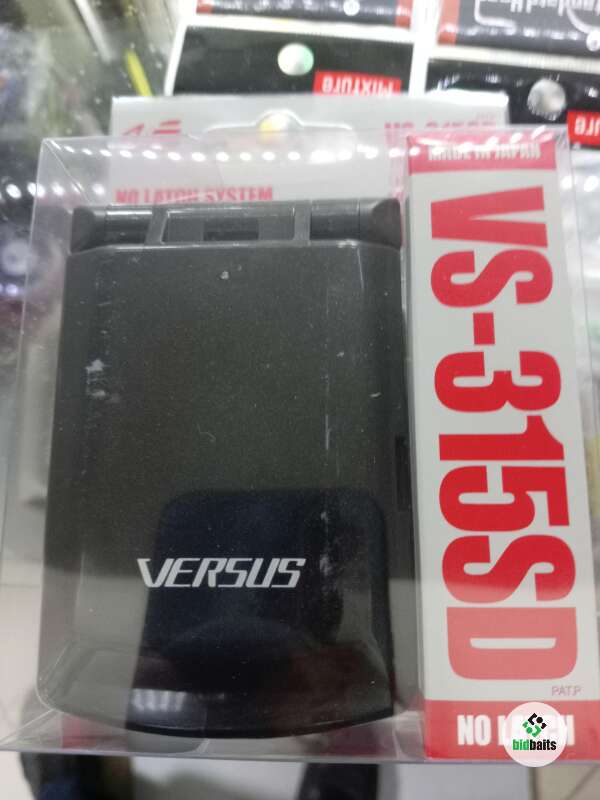 MIXTURE
NO LATCH SYSTEM
VERSUS
MADE IN JAPAN
VS-315SD
PAT.P
NO LATCH
bidbaits